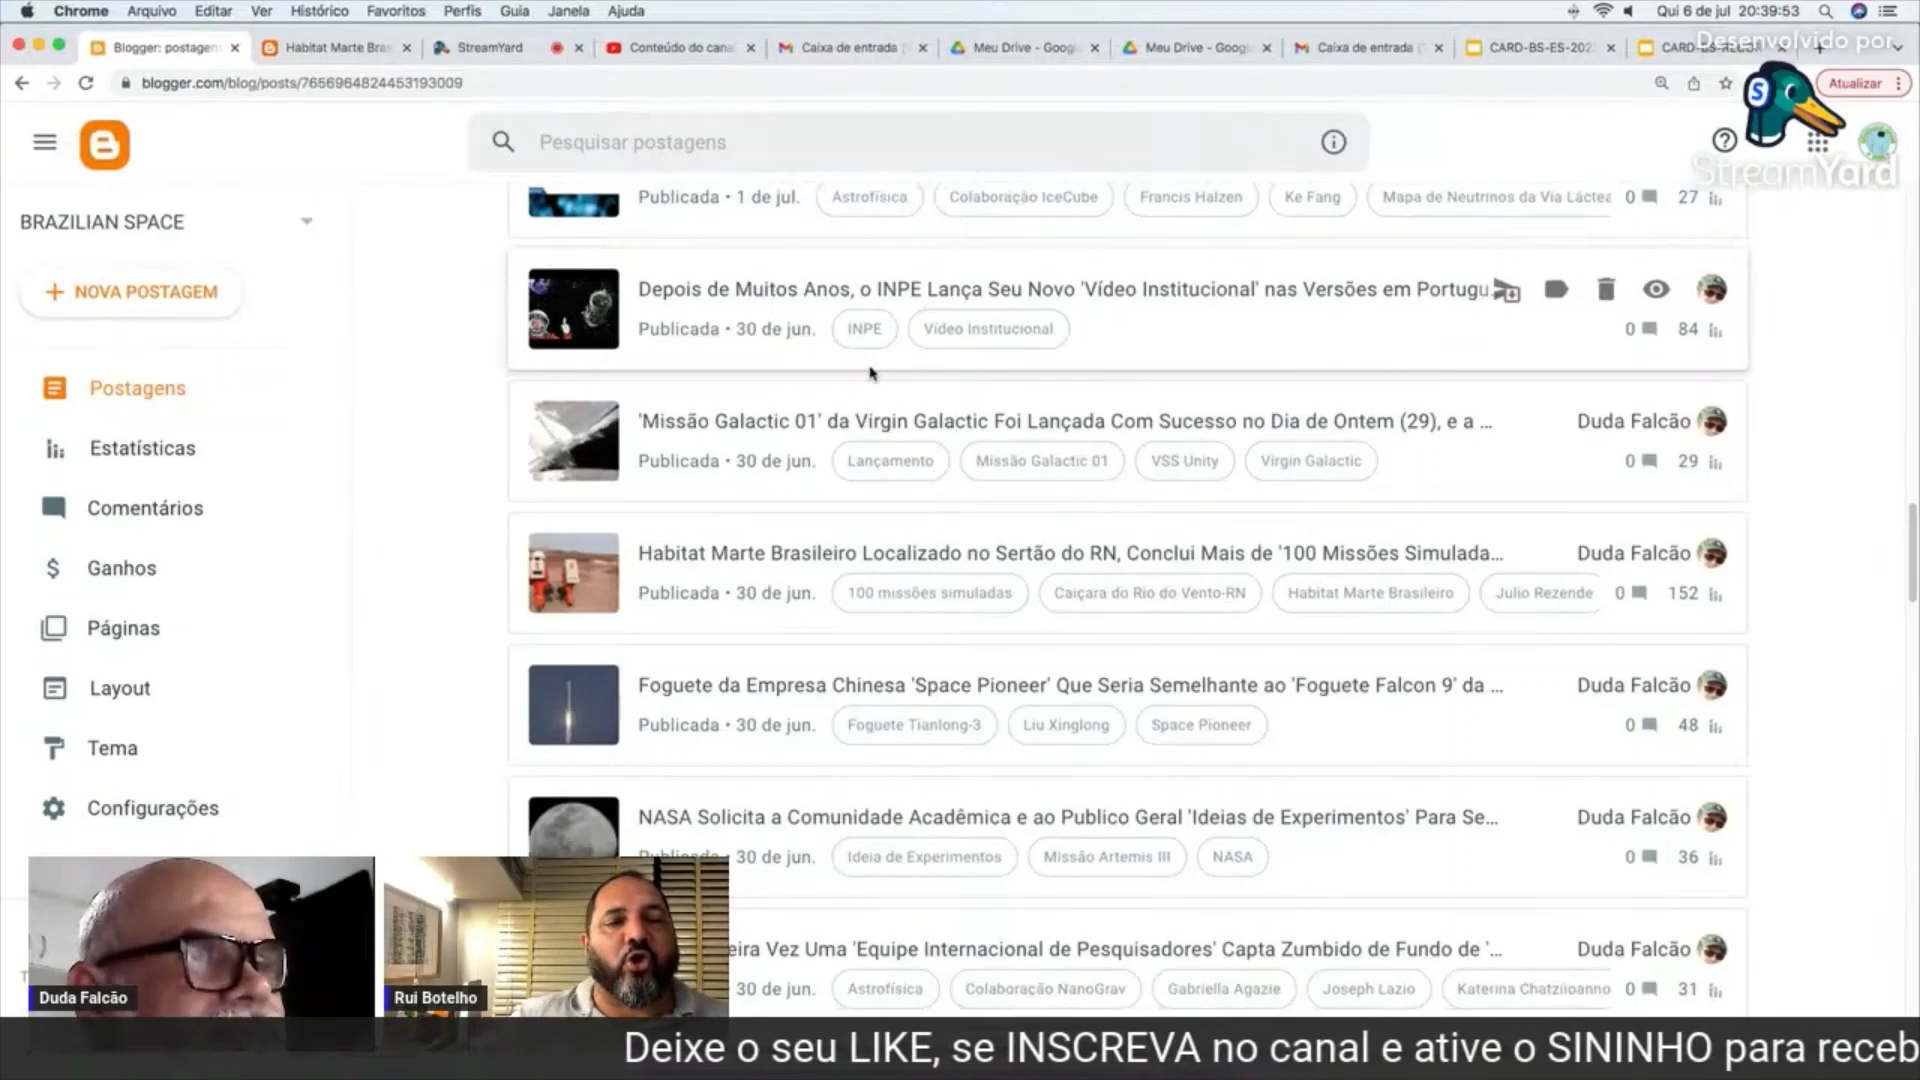 Chrome Arquivo Editar Ver Histórico Favoritos Perfis Guia Janela Ajuda Qui 6 de jul 20:39:53
Blogger: postagen Habitat Marte Bras StreamYard Conteúdo do cana Caixa de entrada Meu Drive - Goog Meu Drive - Goog Caixa de entrada CARD-BS-ES-202
Desenvolvido por
blogger.com/blog/posts/7656964824453193009 Atualizar
Pesquisar postagens
StreamYard
BRAZILIAN SPACE
NOVA POSTAGEM
Postagens
Estatísticas
Comentários
Ganhos
Páginas
Layout
Tema
Configurações
Publicada • 1 de jul. Astrofísica Colaboração IceCube Francis Halzen Ke Fang Mapa de Neutrinos da Via Láctea 0 27
Depois de Muitos Anos, o INPE Lança Seu Novo 'Vídeo Institucional' nas Versões em Portugu
Publicada • 30 de jun. INPE Vídeo Institucional 0 84
'Missão Galactic 01' da Virgin Galactic Foi Lançada Com Sucesso no Dia de Ontem (29), e a ... Duda Falcão
Publicada • 30 de jun. Lançamento Missão Galactic 01 VSS Unity Virgin Galactic 0 29
Habitat Marte Brasileiro Localizado no Sertão do RN, Conclui Mais de '100 Missões Simulada... Duda Falcão
Publicada • 30 de jun. 100 missões simuladas Caiçara do Rio do Vento-RN Habitat Marte Brasileiro Julio Rezende 0 152
Foguete da Empresa Chinesa 'Space Pioneer' Que Seria Semelhante ao 'Foguete Falcon 9' da ... Duda Falcão
Publicada • 30 de jun. Foguete Tianlong-3 Liu Xinglong Space Pioneer 0 48
NASA Solicita a Comunidade Acadêmica e ao Publico Geral 'Ideias de Experimentos' Para Se... Duda Falcão
30 de jun. Ideia de Experimentos Missão Artemis III NASA 0 36
eira Vez Uma 'Equipe Internacional de Pesquisadores' Capta Zumbido de Fundo de '... Duda Falcão
30 de jun. Astrofísica Colaboração NanoGrav Gabriella Agazie Joseph Lazio Katerina Chatziioanno 0 31
Duda Falcão
Rui Botelho
Deixe o seu LIKE, se INSCREVA no canal e ative o SININHO para receb